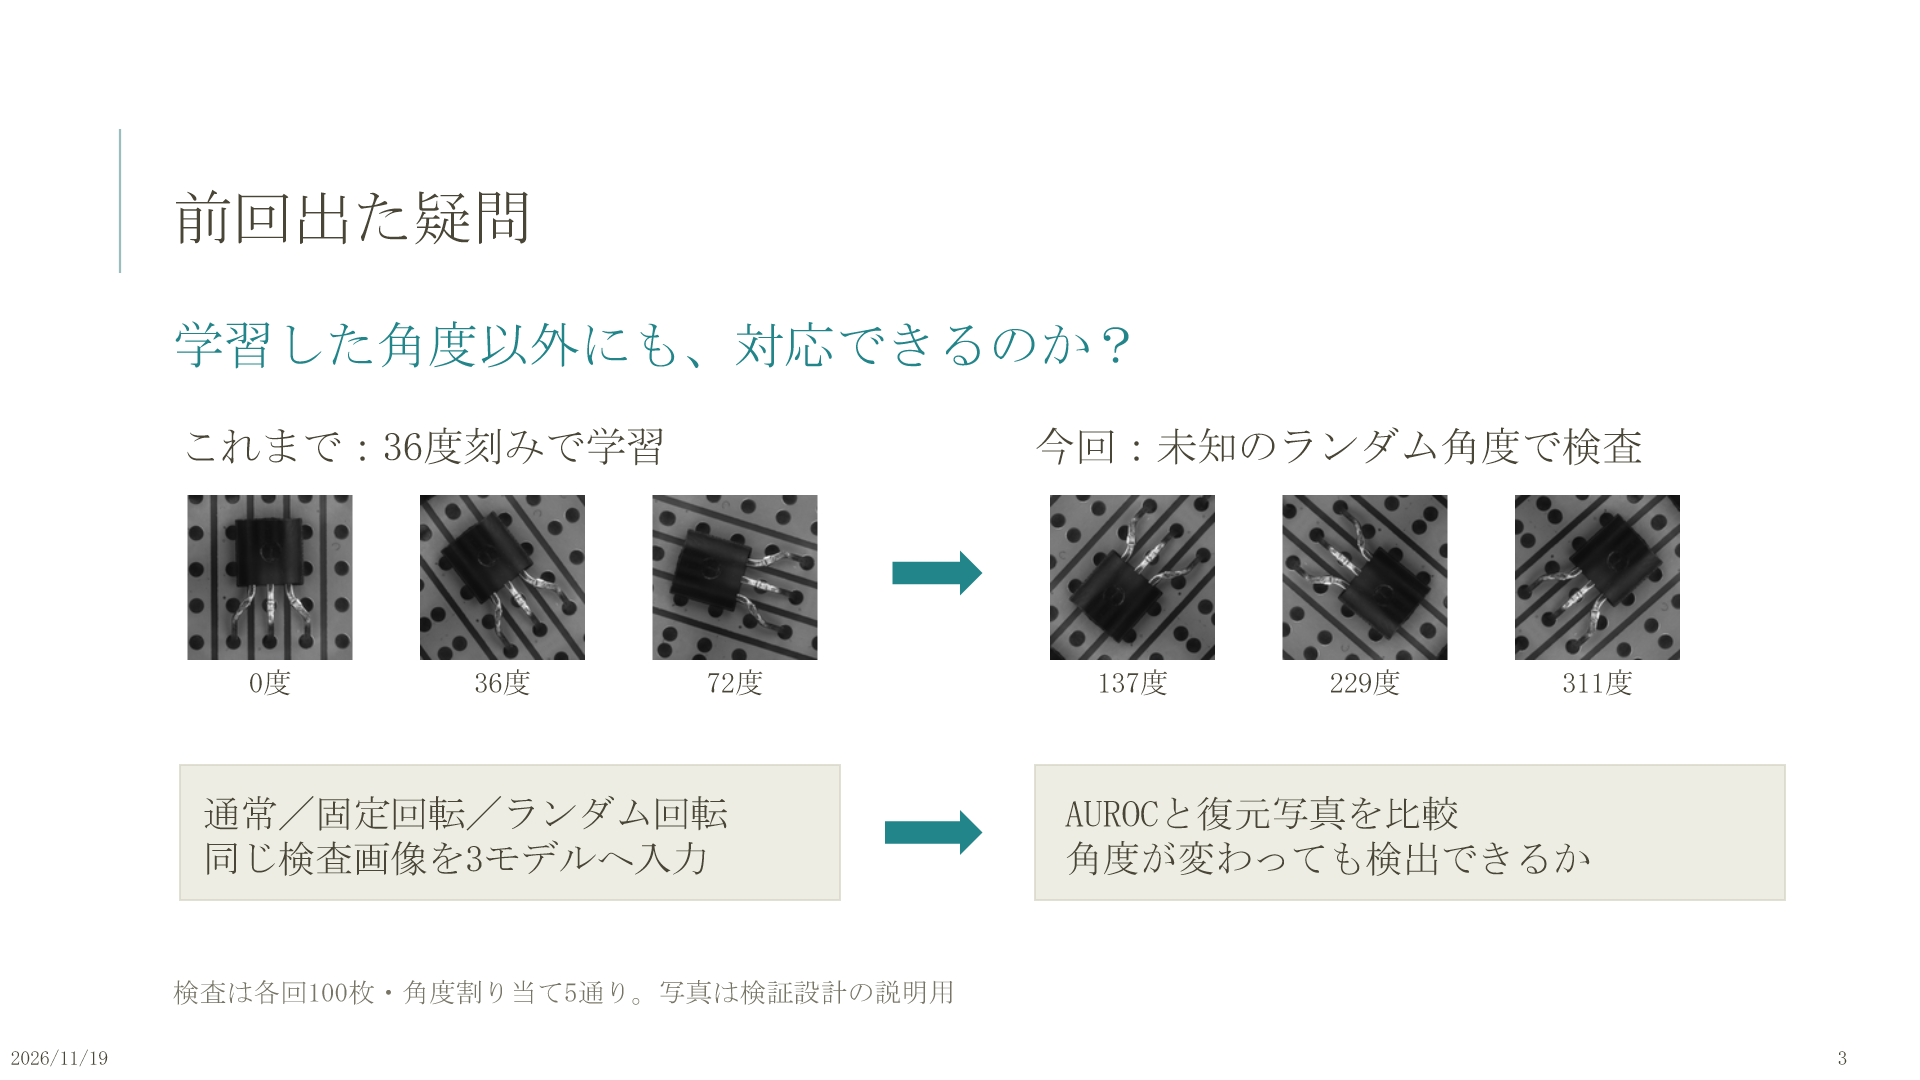 前回出た疑問
学習した角度以外にも、対応できるのか？
これまで：36度刻みで学習
今回：未知のランダム角度で検査
0度
36度
72度
137度
229度
311度
通常／固定回転／ランダム回転
同じ検査画像を3モデルへ入力
AUROCと復元写真を比較
角度が変わっても検出できるか
検査は各回100枚・角度割り当て5通り。写真は検証設計の説明用
2026/11/19
3